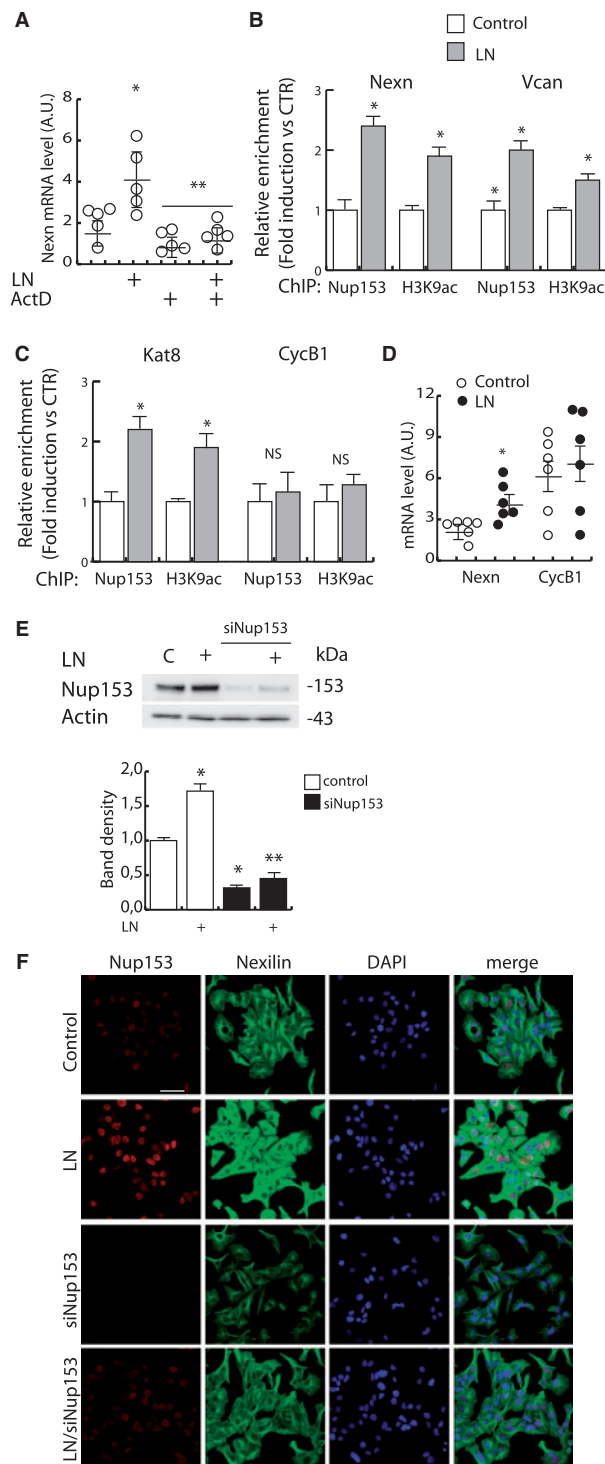 A
Nexn mRNA level (A.U.)
8
6
4
2
0
*
**
LN + +
ActD + +
B
Control
LN
Nexn Vcan
Relative enrichment
(Fold induction vs CTR)
3
2
1
0
* * * * *
ChIP: Nup153 H3K9ac Nup153 H3K9ac
C
Kat8 CycB1
Relative enrichment
(Fold induction vs CTR)
3
2
1
0
* * NS NS
ChIP: Nup153 H3K9ac Nup153 H3K9ac
D
Control
LN
mRNA level (A.U.)
12
9
6
3
0
*
Nexn CycB1
E
siNup153
LN C + + kDa
Nup153 -153
Actin -43
Band density
2,0
1,0
0,5
0,0
* * **
control
siNup153
LN + +
F
Nup153 Nexilin DAPI merge
Control
LN
siNup153
LN/siNup153